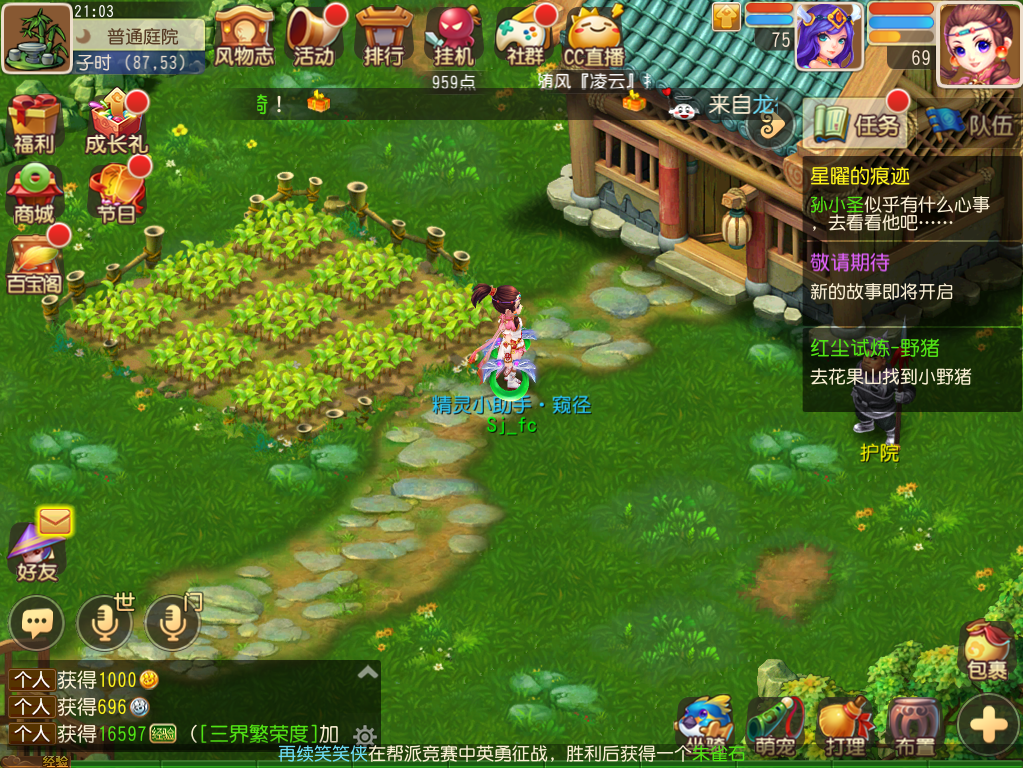 21:03
普通庭院
子时 (87,53)
风物志
活动
排行
挂机
959点
社群
CC直播
75
69
随风『凌云』
！
来自龙
福利
成长礼
商城
节日
百宝阁
任务
队伍
星曜的痕迹
孙小圣似乎有什么心事
，去看看他吧……
敬请期待
新的故事即将开启
红尘试炼-野猪
去花果山找到小野猪
精灵小助手·窥径
Sj_fc
护院
好友
世
门
个人 获得1000
个人 获得696
个人 获得16597经验 （[三界繁荣度]加
再续笑笑侠在帮派竞赛中英勇征战，胜利后获得一个朱雀石
包裹
坐骑
萌宠
打理
布置
经验